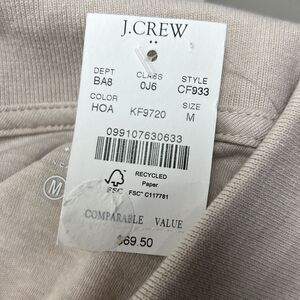 J.CREW
DEPT CLASS STYLE
BA8 0J6 CF933
COLOR SIZE
HOA KF9720 M
099107630633
RECYCLED
Paper
FSC FSC® C117781
COMPARABLE VALUE
$69.50
M